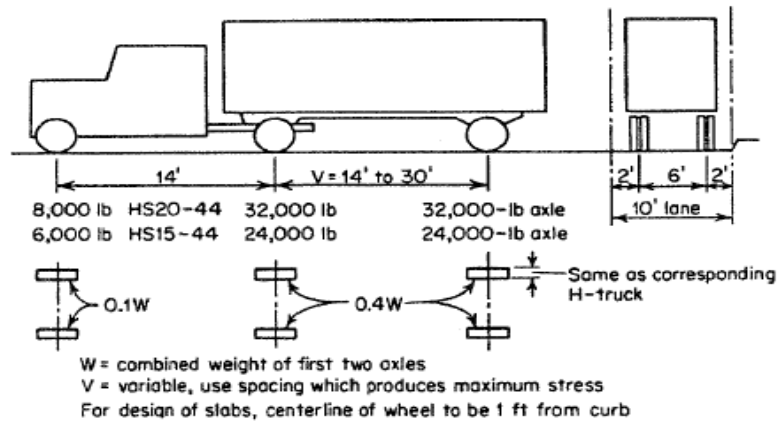 14'
V = 14' to 30'
2' 6' 2'
10' lane
8,000 lb HS20-44 32,000 lb 32,000-lb axle
6,000 lb HS15-44 24,000 lb 24,000-lb axle
0.1W
0.4W
Same as corresponding
H-truck
W = combined weight of first two axles
V = variable, use spacing which produces maximum stress
For design of slabs, centerline of wheel to be 1 ft from curb